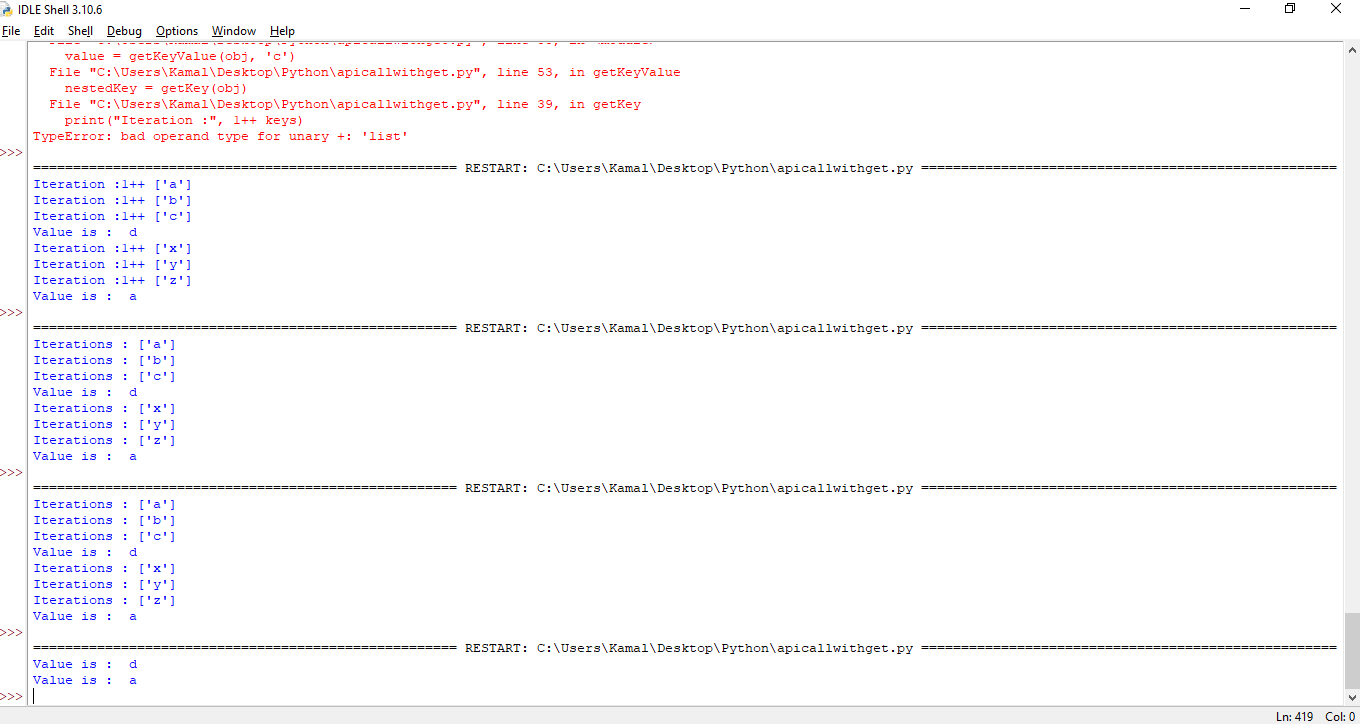 IDLE Shell 3.10.6
File Edit Shell Debug Options Window Help
value = getKeyValue(obj, 'c')
File "C:\Users\Kamal\Desktop\Python\apicallwithget.py", line 53, in getKeyValue
nestedKey = getKey(obj)
File "C:\Users\Kamal\Desktop\Python\apicallwithget.py", line 39, in getKey
print("Iteration :", 1++ keys)
TypeError: bad operand type for unary +: 'list'
>>>
===================================================== RESTART: C:\Users\Kamal\Desktop\Python\apicallwithget.py ====================================================
Iteration :1++ ['a']
Iteration :1++ ['b']
Iteration :1++ ['c']
Value is :  d
Iteration :1++ ['x']
Iteration :1++ ['y']
Iteration :1++ ['z']
Value is :  a
>>>
===================================================== RESTART: C:\Users\Kamal\Desktop\Python\apicallwithget.py ====================================================
Iterations : ['a']
Iterations : ['b']
Iterations : ['c']
Value is :  d
Iterations : ['x']
Iterations : ['y']
Iterations : ['z']
Value is :  a
>>>
===================================================== RESTART: C:\Users\Kamal\Desktop\Python\apicallwithget.py ====================================================
Iterations : ['a']
Iterations : ['b']
Iterations : ['c']
Value is :  d
Iterations : ['x']
Iterations : ['y']
Iterations : ['z']
Value is :  a
>>>
===================================================== RESTART: C:\Users\Kamal\Desktop\Python\apicallwithget.py ====================================================
Value is :  d
Value is :  a
>>>
Ln: 419 Col: 0